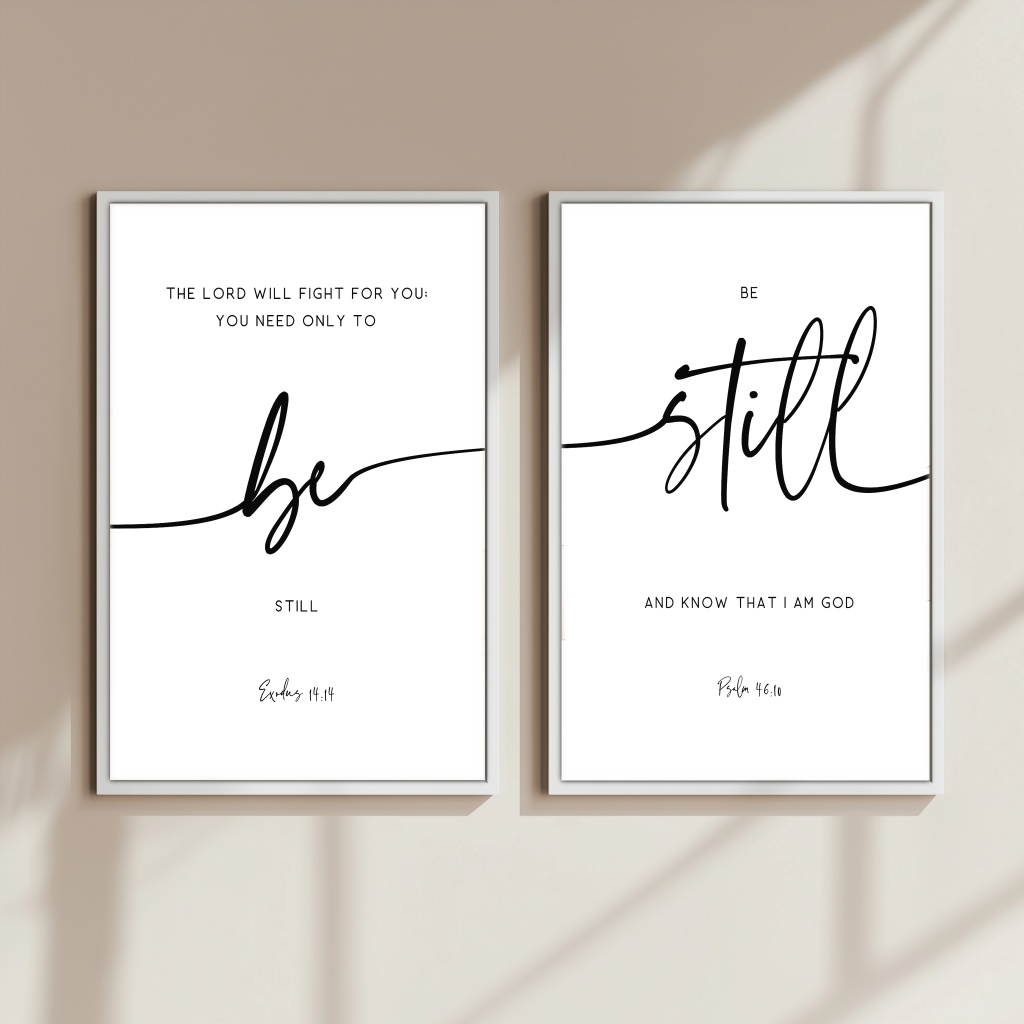 THE LORD WILL FIGHT FOR YOU;
YOU NEED ONLY TO
be
STILL
Exodus 14:14
BE
still
AND KNOW THAT I AM GOD
Psalm 46:10